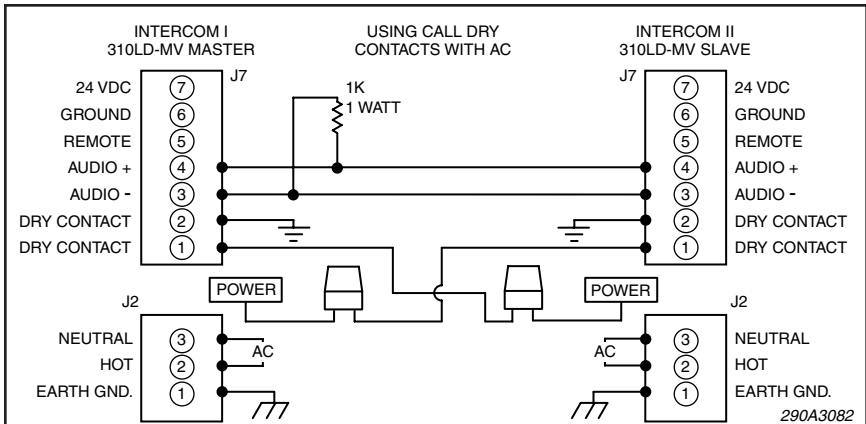 INTERCOM I
310LD-MV MASTER
USING CALL DRY
CONTACTS WITH AC
INTERCOM II
310LD-MV SLAVE
J7
24 VDC 7
GROUND 6
REMOTE 5
AUDIO + 4
AUDIO - 3
DRY CONTACT 2
DRY CONTACT 1
1K
1 WATT
J7
7 24 VDC
6 GROUND
5 REMOTE
4 AUDIO +
3 AUDIO -
2 DRY CONTACT
1 DRY CONTACT
POWER
POWER
J2
NEUTRAL 3
HOT 2
EARTH GND. 1
AC
J2
AC
3 NEUTRAL
2 HOT
1 EARTH GND.
290A3082